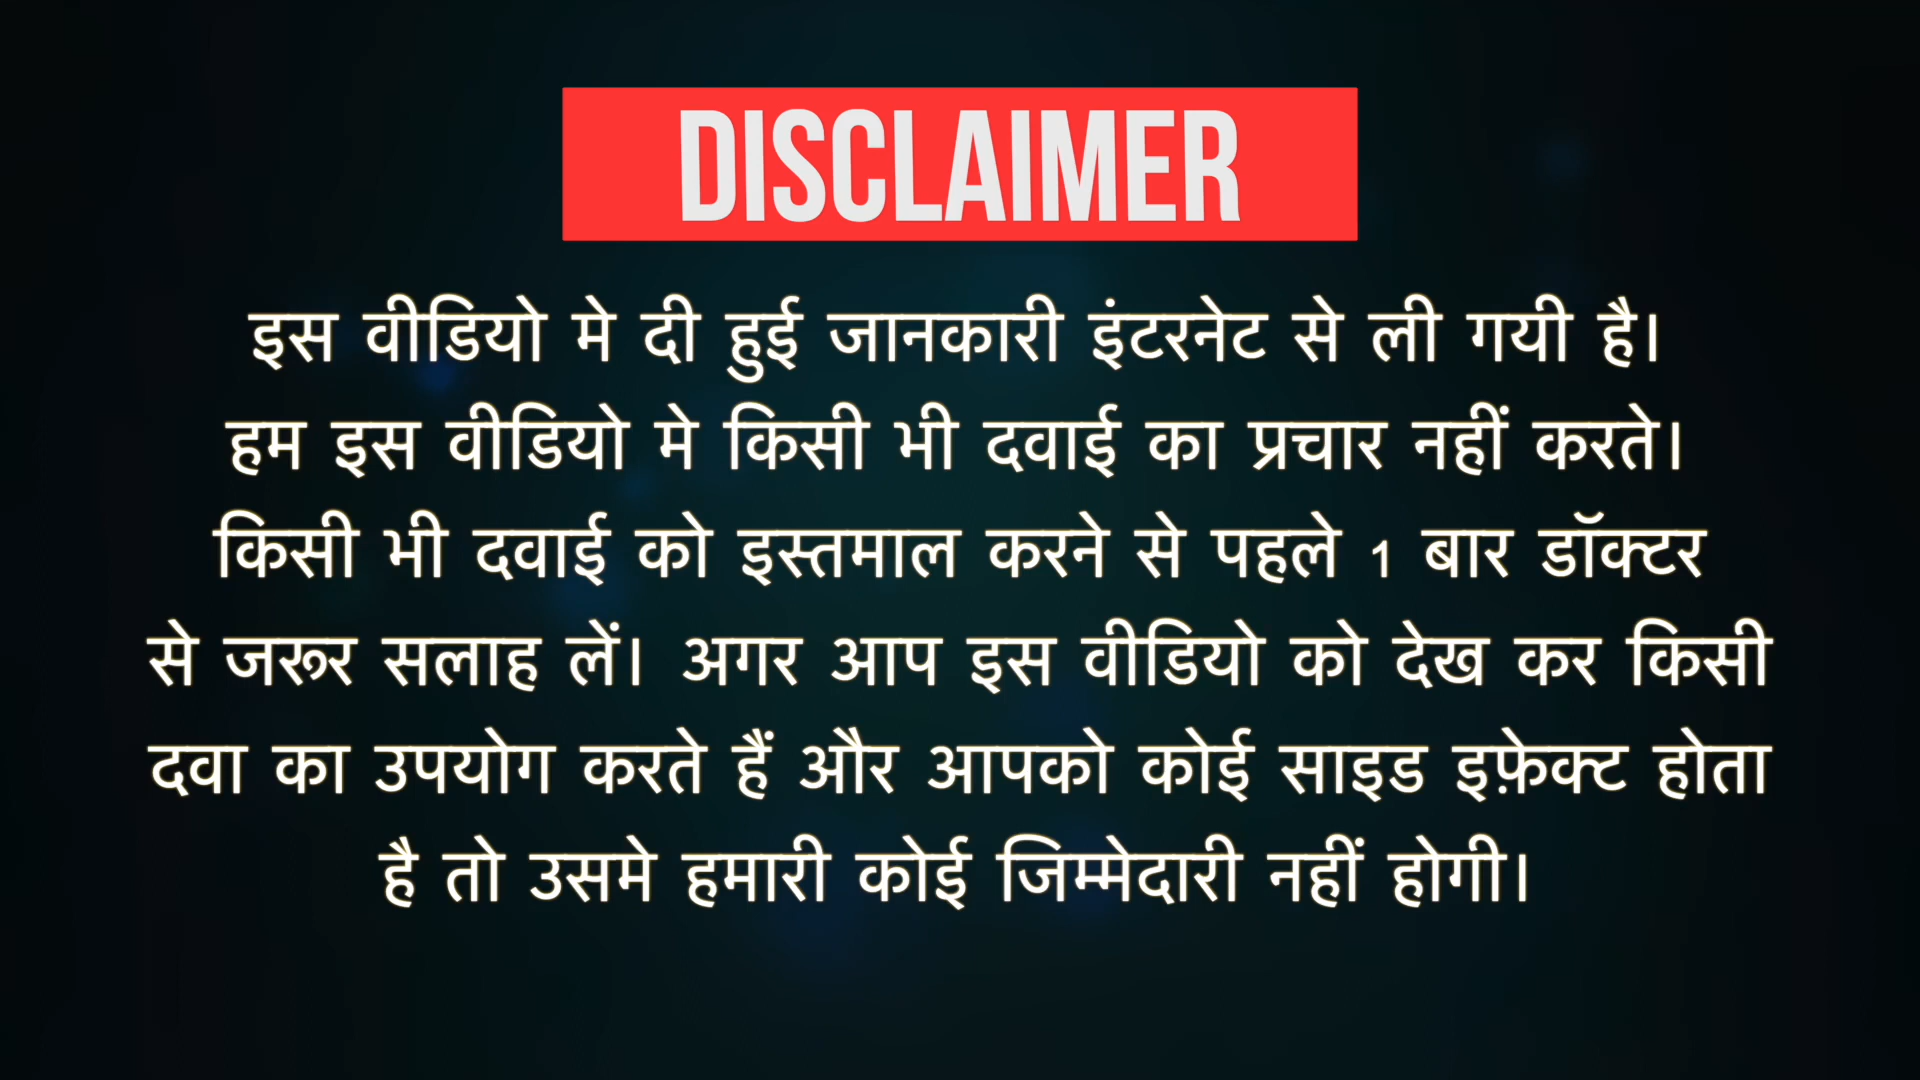 DISCLAIMER
इस वीडियो मे दी हुई जानकारी इंटरनेट से ली गयी है।
हम इस वीडियो मे किसी भी दवाई का प्रचार नहीं करते।
किसी भी दवाई को इस्तमाल करने से पहले 1 बार डॉक्टर
से जरूर सलाह लें। अगर आप इस वीडियो को देख कर किसी
दवा का उपयोग करते हैं और आपको कोई साइड इफ़ेक्ट होता
है तो उसमे हमारी कोई जिम्मेदारी नहीं होगी।